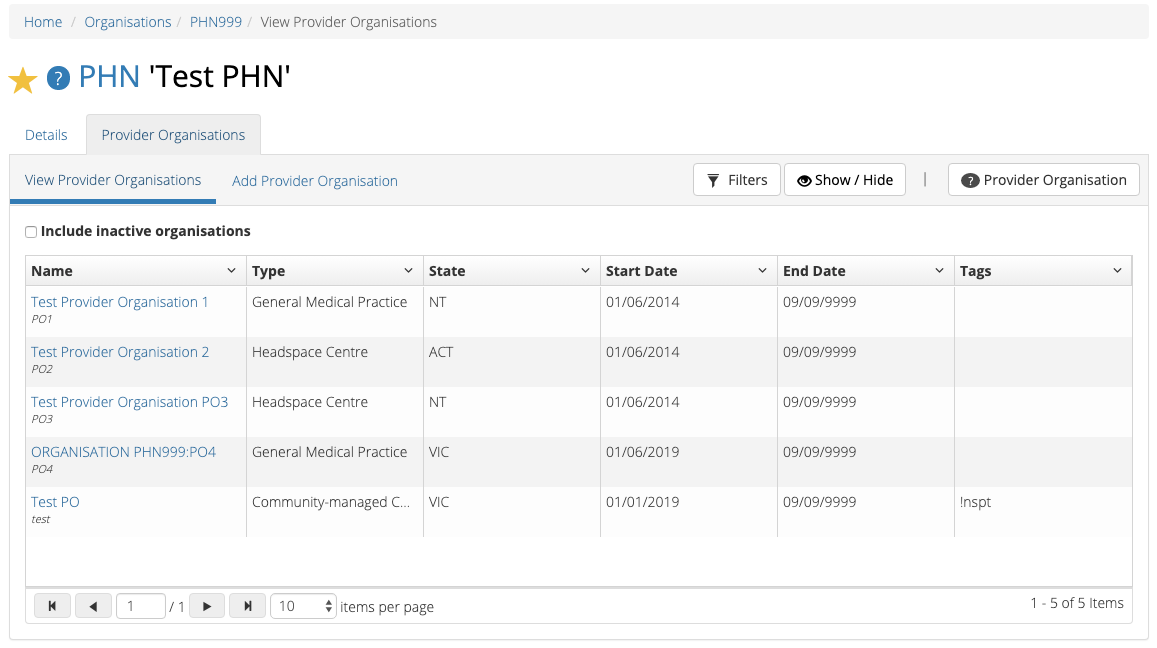 Home / Organisations / PHN999 / View Provider Organisations
? PHN 'Test PHN'
Details Provider Organisations
View Provider Organisations Add Provider Organisation Filters Show / Hide | ? Provider Organisation
Include inactive organisations
Name Type State Start Date End Date Tags
Test Provider Organisation 1 General Medical Practice NT 01/06/2014 09/09/9999
PO1
Test Provider Organisation 2 Headspace Centre ACT 01/06/2014 09/09/9999
PO2
Test Provider Organisation PO3 Headspace Centre NT 01/06/2014 09/09/9999
PO3
ORGANISATION PHN999:PO4 General Medical Practice VIC 01/06/2019 09/09/9999
PO4
Test PO Community-managed C... VIC 01/01/2019 09/09/9999 !nspt
test
1 / 1 10 items per page 1 - 5 of 5 Items